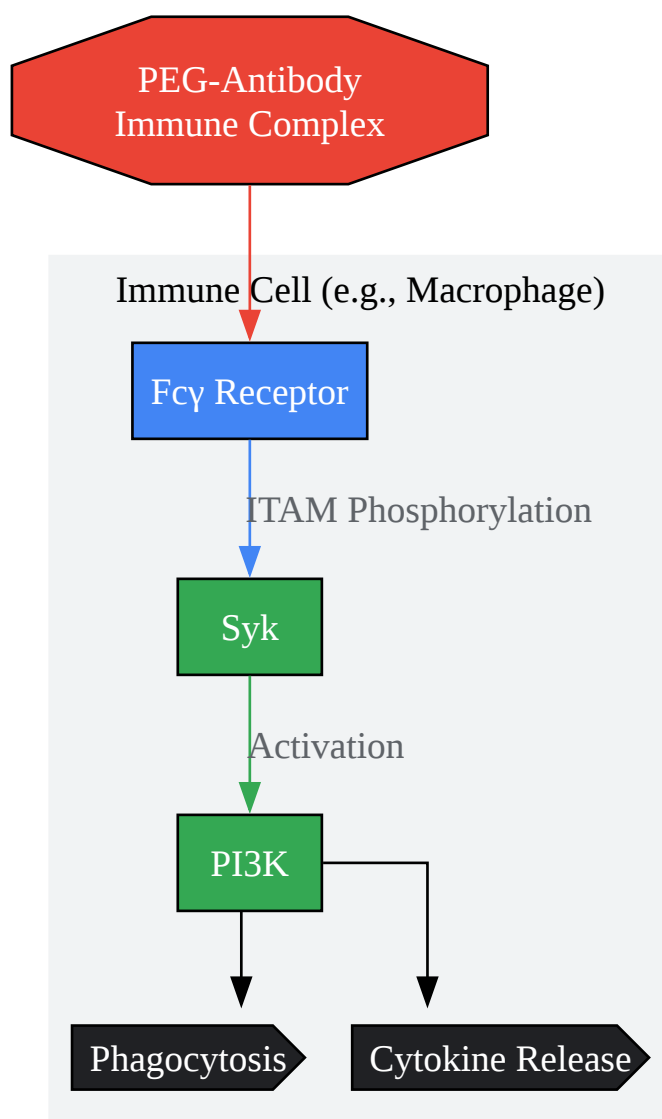 PEG-Antibody
Immune Complex
Immune Cell (e.g., Macrophage)
Fcγ Receptor
ITAM Phosphorylation
Syk
Activation
PI3K
Phagocytosis
Cytokine Release